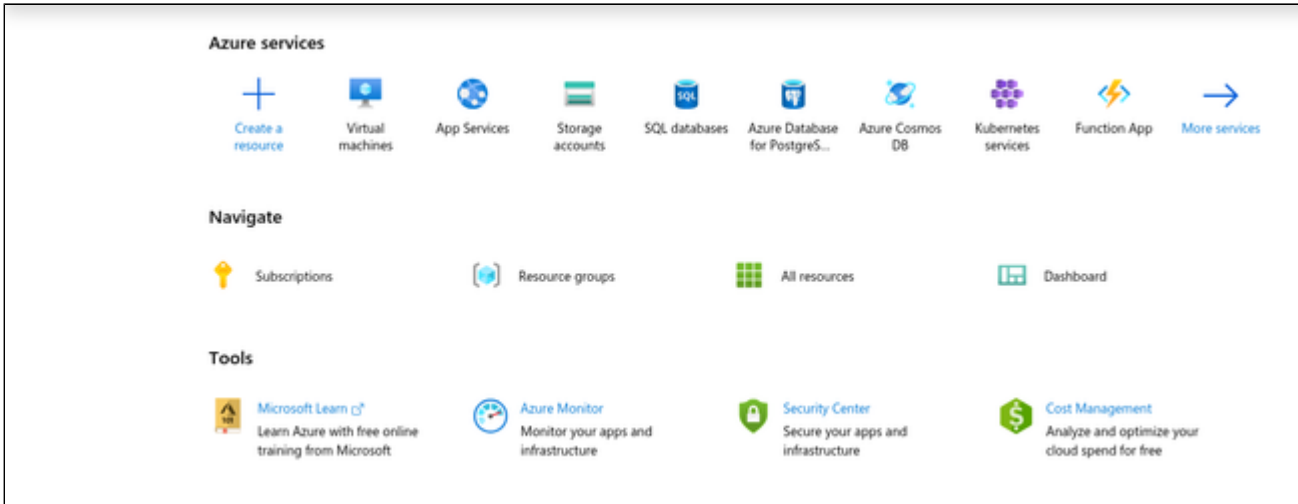 Azure services
Create a resource
Virtual machines
App Services
Storage accounts
SQL databases
Azure Database for PostgreS...
Azure Cosmos DB
Kubernetes services
Function App
More services
Navigate
Subscriptions
Resource groups
All resources
Dashboard
Tools
Microsoft Learn
Learn Azure with free online
training from Microsoft
Azure Monitor
Monitor your apps and
infrastructure
Security Center
Secure your apps and
infrastructure
Cost Management
Analyze and optimize your
cloud spend for free